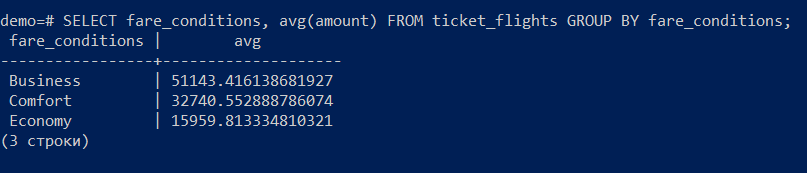 demo=# SELECT fare_conditions, avg(amount) FROM ticket_flights GROUP BY fare_conditions;
 fare_conditions |        avg
-----------------+--------------------
 Business        | 51143.416138681927
 Comfort         | 32740.552888786074
 Economy         | 15959.813334810321
(3 строки)